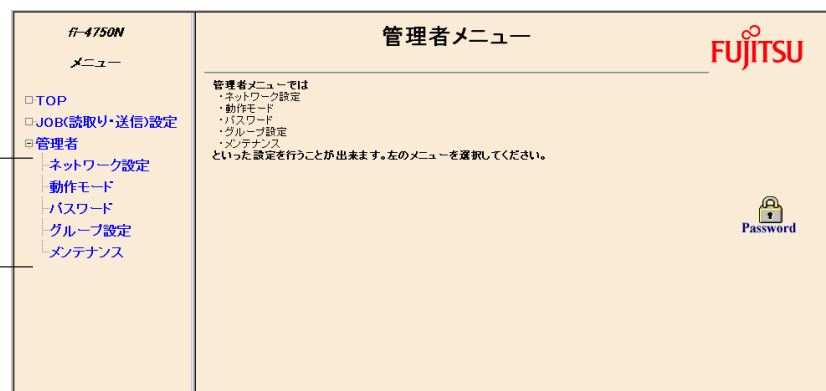 fi-4750N
メニュー
TOP
JOB(読取り・送信)設定
管理者
ネットワーク設定
動作モード
パスワード
グループ設定
メンテナンス
管理者メニュー
FUJITSU
管理者メニューでは
・ネットワーク設定
・動作モード
・パスワード
・グループ設定
・メンテナンス
といった設定を行うことが出来ます。左のメニューを選択してください。
Password